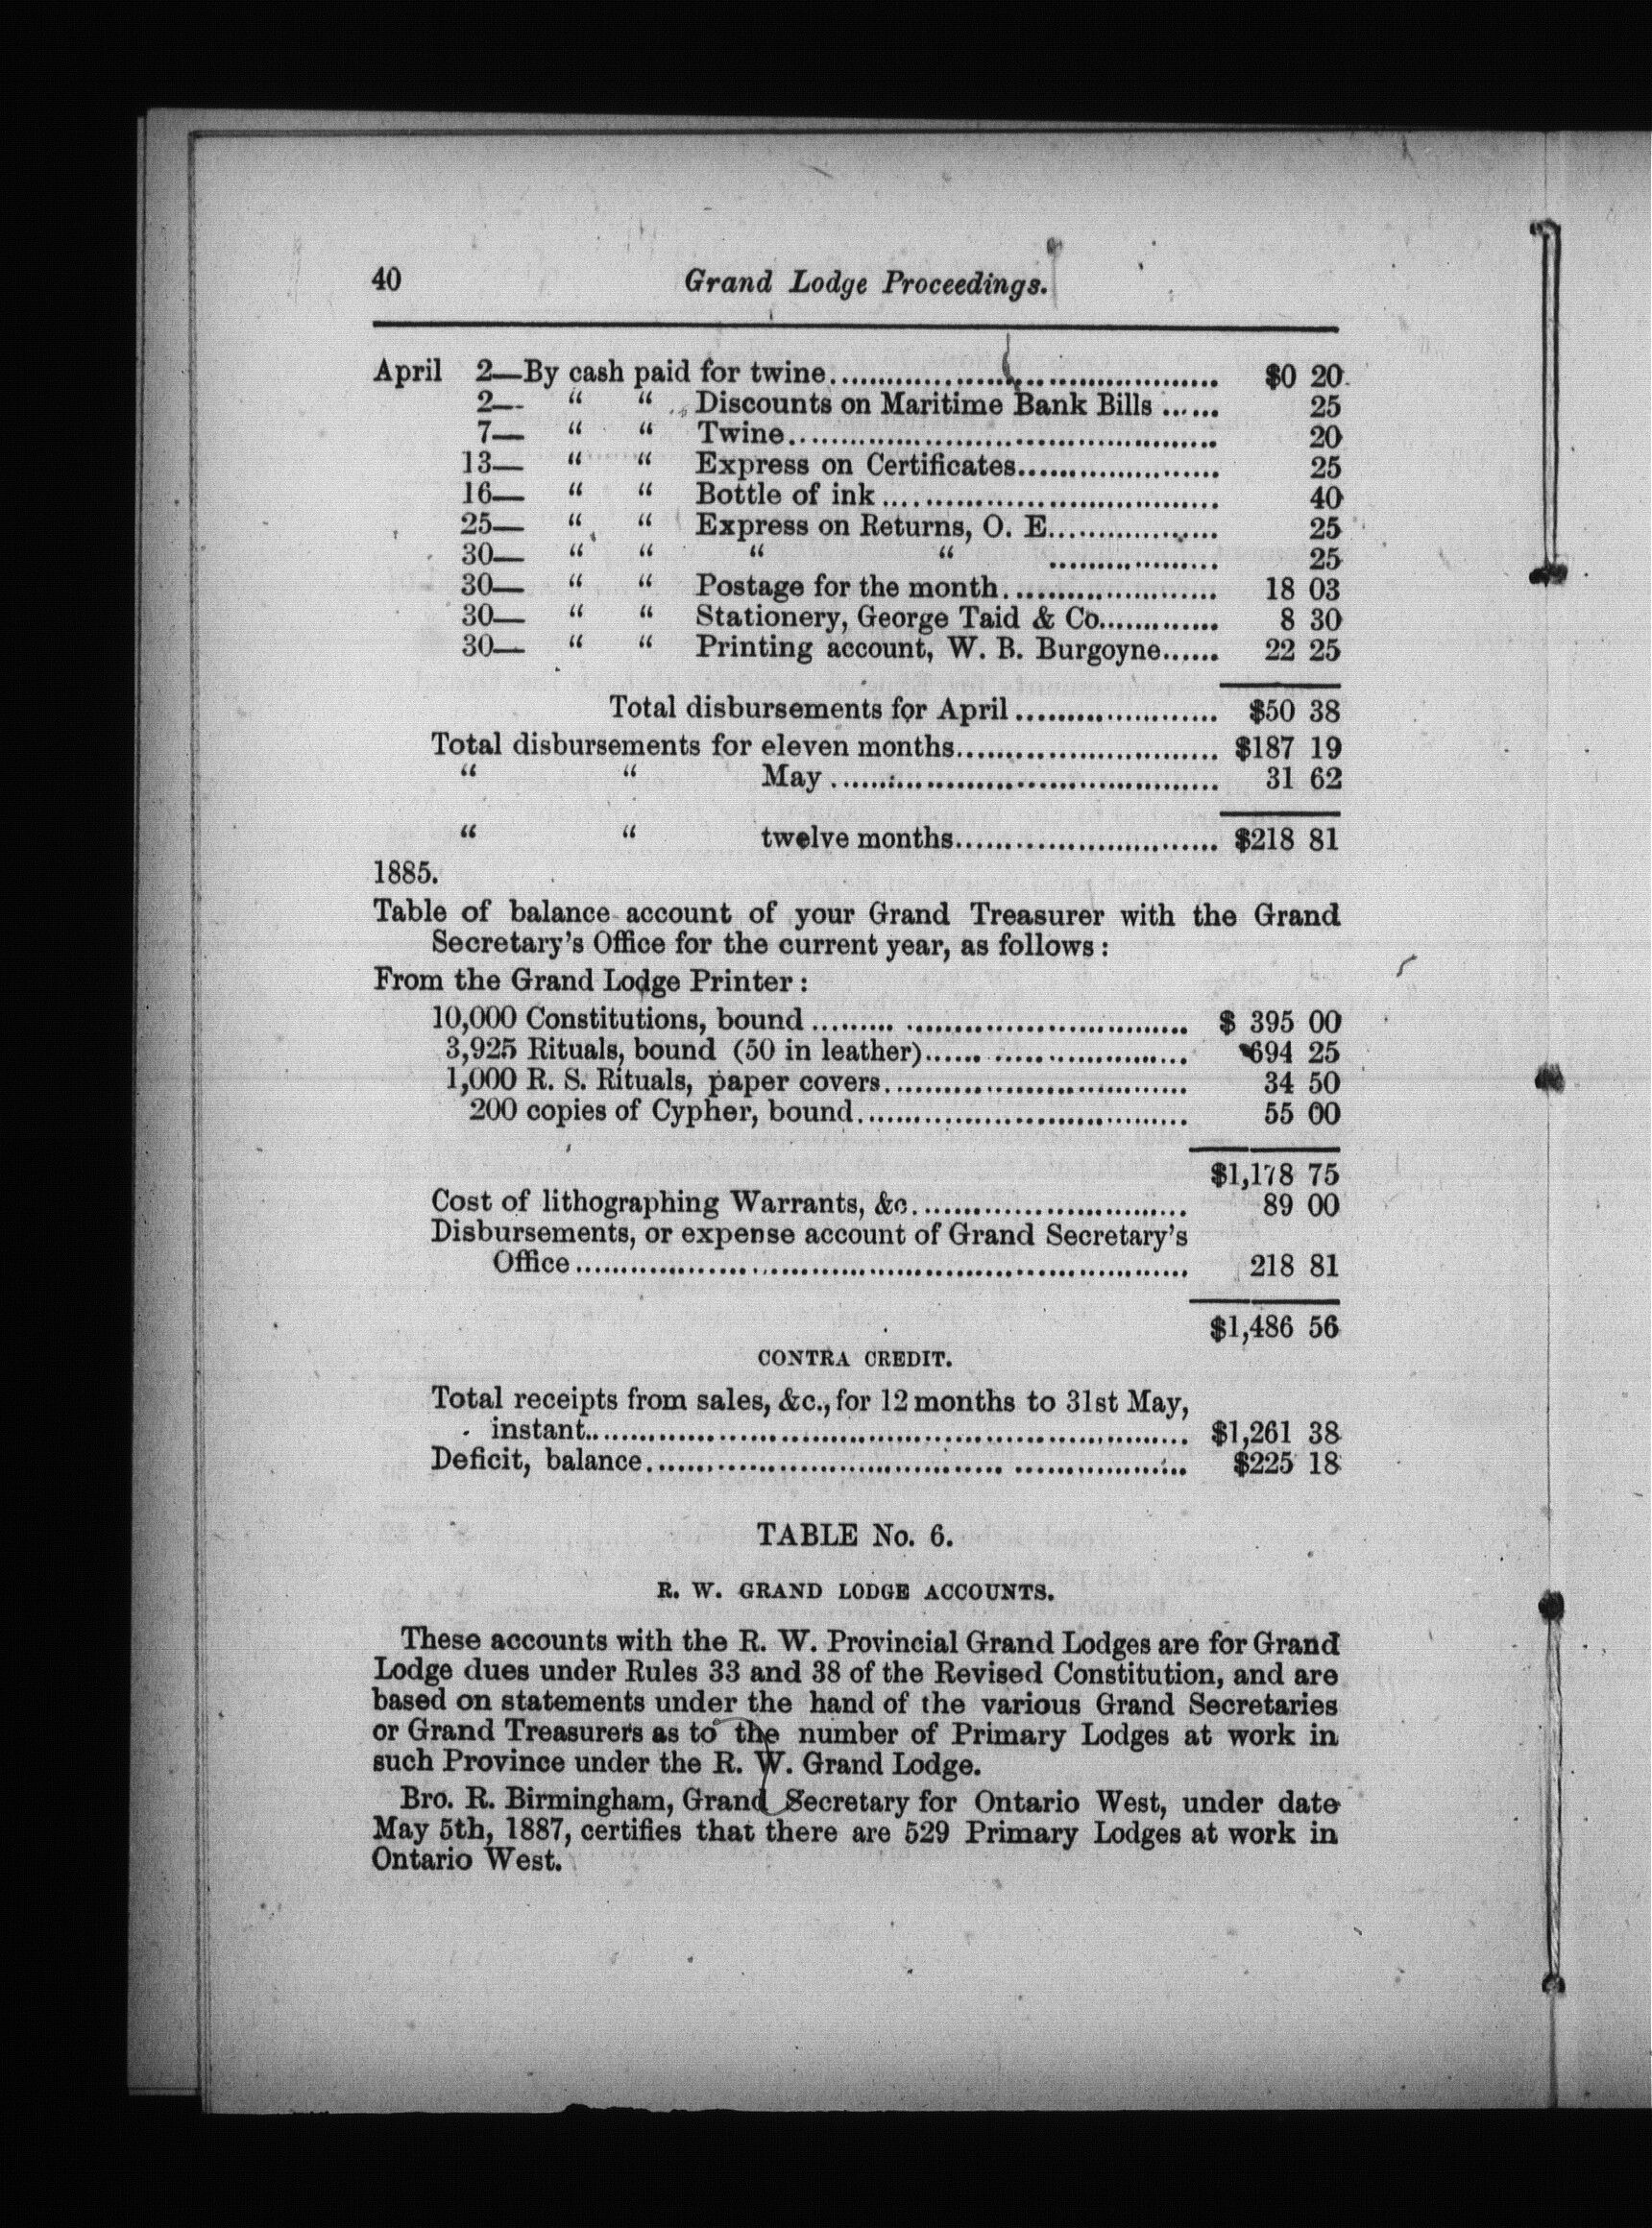 40 Grand Lodge Proceedings.
April 2—By cash paid for twine........................................ $0 20
2— “ “ Discounts on Maritime Bank Bills ...... 25
7— “ “ Twine........................................ 20
13— “ “ Express on Certificates.................... 25
16— “ “ Bottle of ink.................................. 40
25— “ “ Express on Returns, O. E................. 25
30— “ “ “ “ ................. 25
30— “ “ Postage for the month...................... 18 03
30— “ “ Stationery, George Taid & Co............. 8 30
30— “ “ Printing account, W. B. Burgoyne...... 22 25
Total disbursements for April..................... $50 38
Total disbursements for eleven months........................... $187 19
“ “ May........................................ 31 62
“ “ twelve months........................... $218 81
1885.
Table of balance account of your Grand Treasurer with the Grand
Secretary’s Office for the current year, as follows:
From the Grand Lodge Printer:
10,000 Constitutions, bound...................................... $ 395 00
3,925 Rituals, bound (50 in leather)........................... 694 25
1,000 R. S. Rituals, paper covers.............................. 34 50
200 copies of Cypher, bound.................................. 55 00
$1,178 75
Cost of lithographing Warrants, &c............................ 89 00
Disbursements, or expense account of Grand Secretary’s
Office................................................................ 218 81
$1,486 56
CONTRA CREDIT.
Total receipts from sales, &c., for 12 months to 31st May,
instant.............................................................. $1,261 38
Deficit, balance....................................................... $225 18
TABLE No. 6.
R. W. GRAND LODGE ACCOUNTS.
These accounts with the R. W. Provincial Grand Lodges are for Grand
Lodge dues under Rules 33 and 38 of the Revised Constitution, and are
based on statements under the hand of the various Grand Secretaries
or Grand Treasurers as to the number of Primary Lodges at work in
such Province under the R. W. Grand Lodge.
Bro. R. Birmingham, Grand Secretary for Ontario West, under date
May 5th, 1887, certifies that there are 529 Primary Lodges at work in
Ontario West.